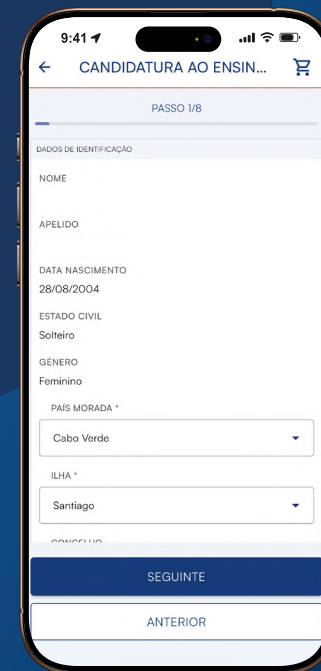 9:41
CANDIDATURA AO ENSIN...
PASSO 1/8
DADOS DE IDENTIFICAÇÃO
NOME
APELIDO
DATA NASCIMENTO
28/08/2004
ESTADO CIVIL
Solteiro
GÉNERO
Feminino
PAÍS MORADA *
Cabo Verde
ILHA *
Santiago
CONCELHO
SEGUINTE
ANTERIOR